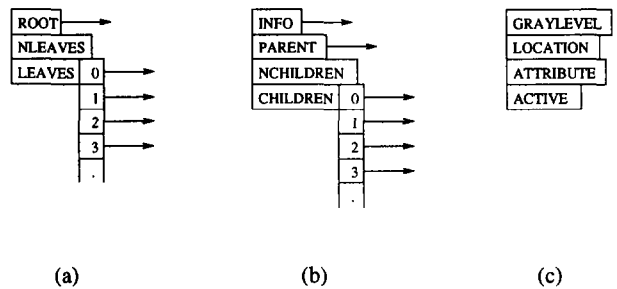 ROOT
NLEAVES
LEAVES 0
1
2
3
.
(a)
INFO
PARENT
NCHILDREN
CHILDREN 0
1
2
3
.
(b)
GRAYLEVEL
LOCATION
ATTRIBUTE
ACTIVE
(c)